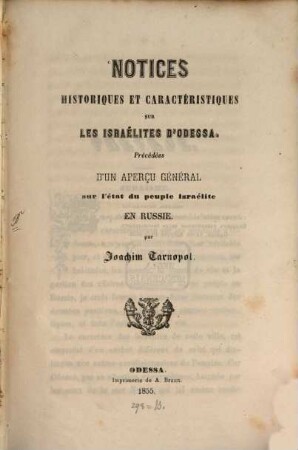 NOTICES
HISTORIQUES ET CARACTÉRISTIQUES
SUR
LES ISRAÉLITES D'ODESSA.
Précédées
D'UN APERÇU GÉNÉRAL
sur l'état du peuple Israélite
EN RUSSIE.
par
Joachim Tarnopol.
ODESSA.
Imprimerie de A. Braun.
1855.